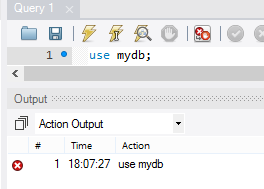 Query 1
1 use mydb;
Output
Action Output
# Time Action
1 18:07:27 use mydb